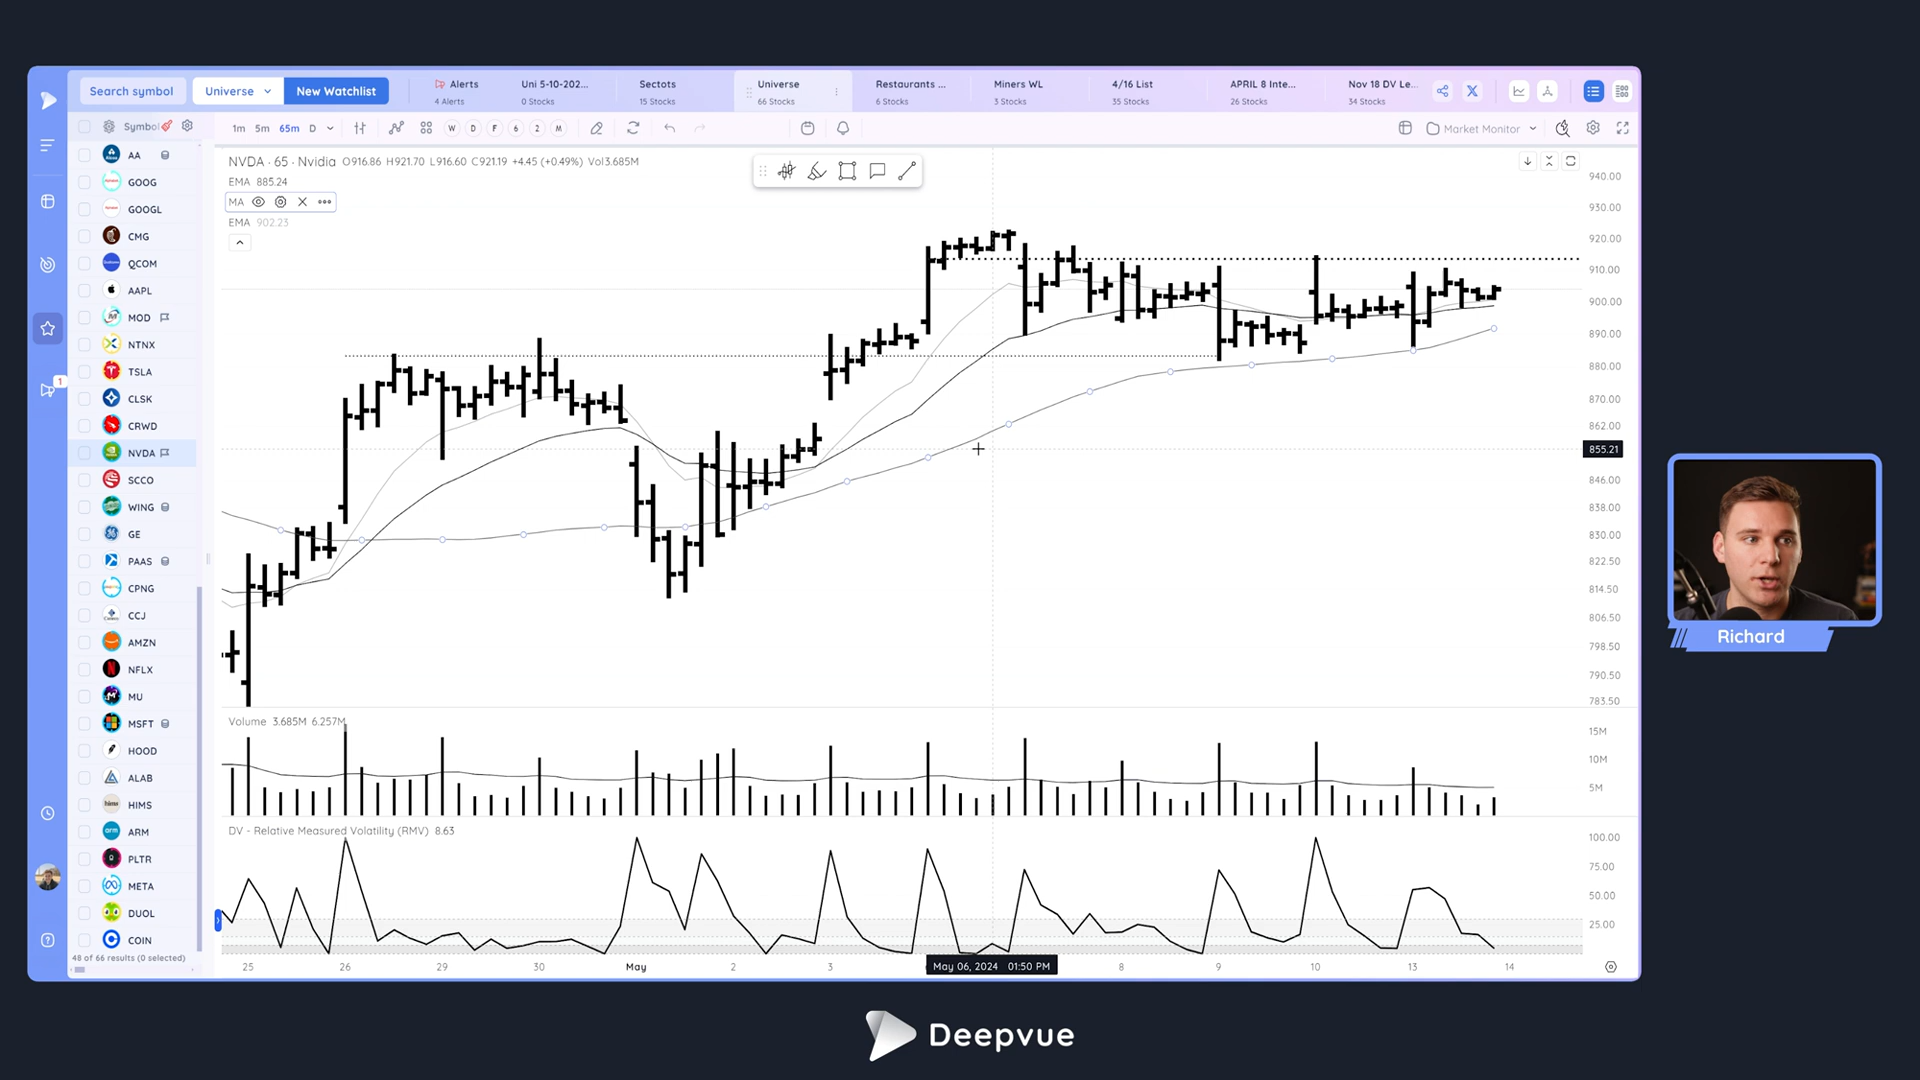 Search symbol
Universe
New Watchlist
Alerts
4 Alerts
Uni 5-10-202...
0 Stocks
Sectots
15 Stocks
Universe
66 Stocks
Restaurants ...
6 Stocks
Miners WL
3 Stocks
4/16 List
35 Stocks
APRIL 8 Inte...
26 Stocks
Nov 18 DV Le...
34 Stocks
Symbol
1m 5m 65m D
W D F 6 2 M
Market Monitor
NVDA · 65 · Nvidia O916.86 H921.70 L916.60 C921.19 +4.45 (+0.49%) Vol3.685M
EMA 885.24
MA
EMA 902.23
AA
GOOG
GOOGL
CMG
QCOM
AAPL
MOD
NTNX
TSLA
CLSK
CRWD
NVDA
SCCO
WING
GE
PAAS
CPNG
CCJ
AMZN
NFLX
MU
MSFT
HOOD
ALAB
HIMS
ARM
PLTR
META
DUOL
COIN
48 of 66 results (0 selected)
1
940.00
930.00
920.00
910.00
900.00
890.00
880.00
870.00
862.00
855.21
846.00
838.00
830.00
822.50
814.50
806.50
798.50
790.50
783.50
Volume 3.685M 6.257M
15M
10M
5M
DV - Relative Measured Volatility (RMV) 8.63
100.00
75.00
50.00
25.00
25 26 29 30 May 2 3 May 06, 2024 01:50 PM 8 9 10 13 14
Richard
Deepvue